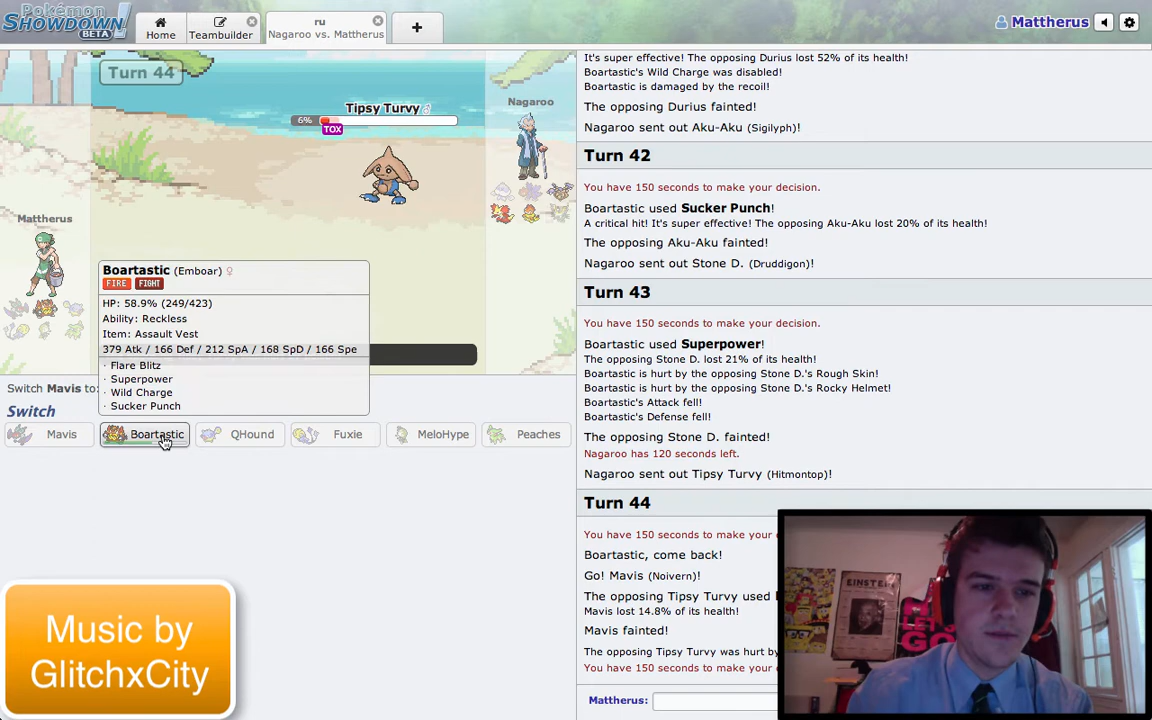 Pokémon
SHOWDOWN!
BETA
Home
Teambuilder
ru
Nagaroo vs. Mattherus
+
Mattherus
Turn 44
Tipsy Turvy ♂
6%
TOX
Nagaroo
Mattherus
Boartastic (Emboar) ♀
FIRE FIGHT
HP: 58.9% (249/423)
Ability: Reckless
Item: Assault Vest
379 Atk / 166 Def / 212 SpA / 168 SpD / 166 Spe
· Flare Blitz
· Superpower
· Wild Charge
· Sucker Punch
Switch Mavis to:
Switch
Mavis
Boartastic
QHound
Fuxie
MeloHype
Peaches
It's super effective! The opposing Durius lost 52% of its health!
Boartastic's Wild Charge was disabled!
Boartastic is damaged by the recoil!
The opposing Durius fainted!
Nagaroo sent out Aku-Aku (Sigilyph)!
Turn 42
You have 150 seconds to make your decision.
Boartastic used Sucker Punch!
A critical hit! It's super effective! The opposing Aku-Aku lost 20% of its health!
The opposing Aku-Aku fainted!
Nagaroo sent out Stone D. (Druddigon)!
Turn 43
You have 150 seconds to make your decision.
Boartastic used Superpower!
The opposing Stone D. lost 21% of its health!
Boartastic is hurt by the opposing Stone D.'s Rough Skin!
Boartastic is hurt by the opposing Stone D.'s Rocky Helmet!
Boartastic's Attack fell!
Boartastic's Defense fell!
The opposing Stone D. fainted!
Nagaroo has 120 seconds left.
Nagaroo sent out Tipsy Turvy (Hitmontop)!
Turn 44
You have 150 seconds to make your
Boartastic, come back!
Go! Mavis (Noivern)!
The opposing Tipsy Turvy used
Mavis lost 14.8% of its health!
Mavis fainted!
The opposing Tipsy Turvy was hurt by
You have 150 seconds to make your
Mattherus:
EINSTEIN
Music by
GlitchxCity